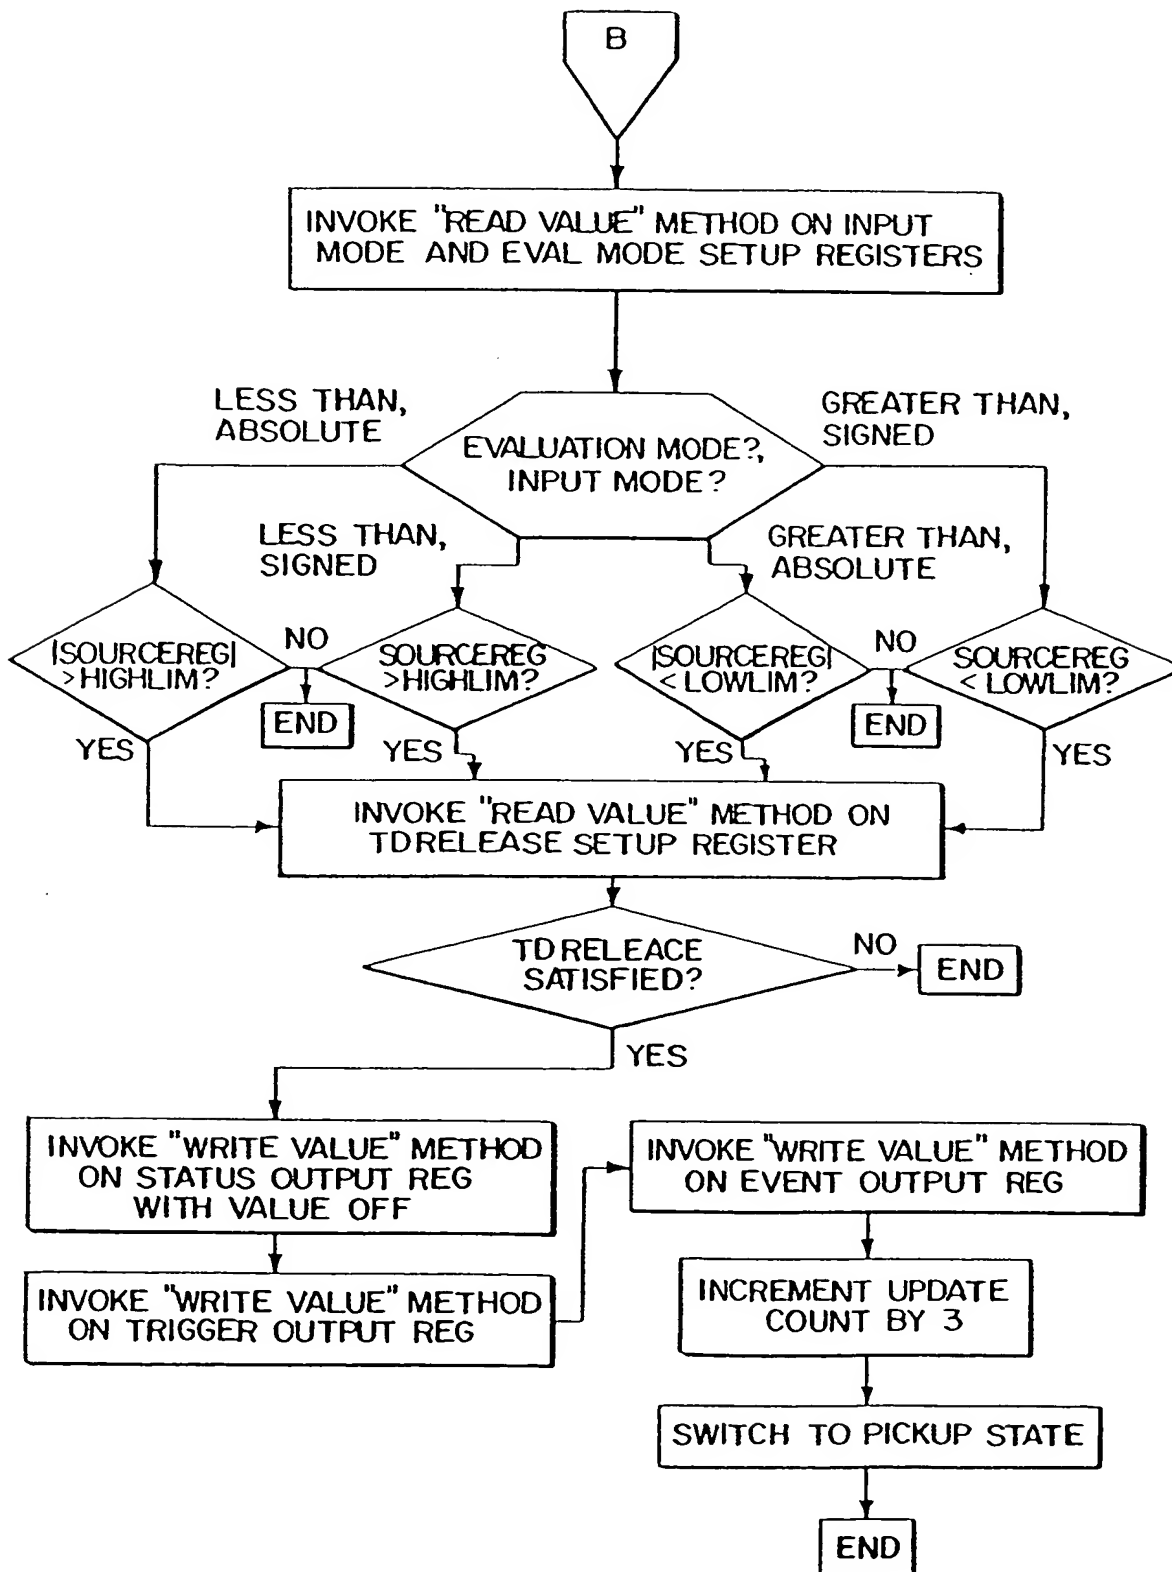 B
INVOKE "READ VALUE" METHOD ON INPUT
MODE AND EVAL MODE SETUP REGISTERS
LESS THAN,
ABSOLUTE
GREATER THAN,
SIGNED
EVALUATION MODE?,
INPUT MODE?
LESS THAN,
SIGNED
GREATER THAN,
ABSOLUTE
|SOURCEREG|
>HIGHLIM?
NO
SOURCEREG
>HIGHLIM?
|SOURCEREG|
< LOWLIM?
NO
SOURCEREG
< LOWLIM?
END
END
YES
YES
YES
YES
INVOKE "READ VALUE" METHOD ON
TDRELEASE SETUP REGISTER
TD RELEACE
SATISFIED?
NO
END
YES
INVOKE "WRITE VALUE" METHOD
ON STATUS OUTPUT REG
WITH VALUE OFF
INVOKE "WRITE VALUE" METHOD
ON TRIGGER OUTPUT REG
INVOKE "WRITE VALUE" METHOD
ON EVENT OUTPUT REG
INCREMENT UPDATE
COUNT BY 3
SWITCH TO PICKUP STATE
END